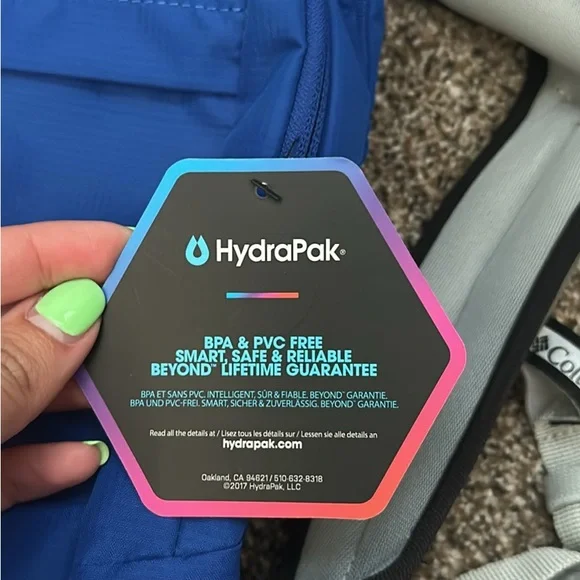 HydraPak®
BPA & PVC FREE
SMART, SAFE & RELIABLE
BEYOND™ LIFETIME GUARANTEE
BPA ET SANS PVC. INTELLIGENT, SÛR & FIABLE. BEYOND™ GARANTIE.
BPA UND PVC-FREI. SMART, SICHER & ZUVERLÄSSIG. BEYOND™ GARANTIE.
Read all the details at / Lisez tous les détails sur / Lessen sie alle details an
hydrapak.com
Oakland, CA 94621 / 510-632-8318
©2017 HydraPak, LLC